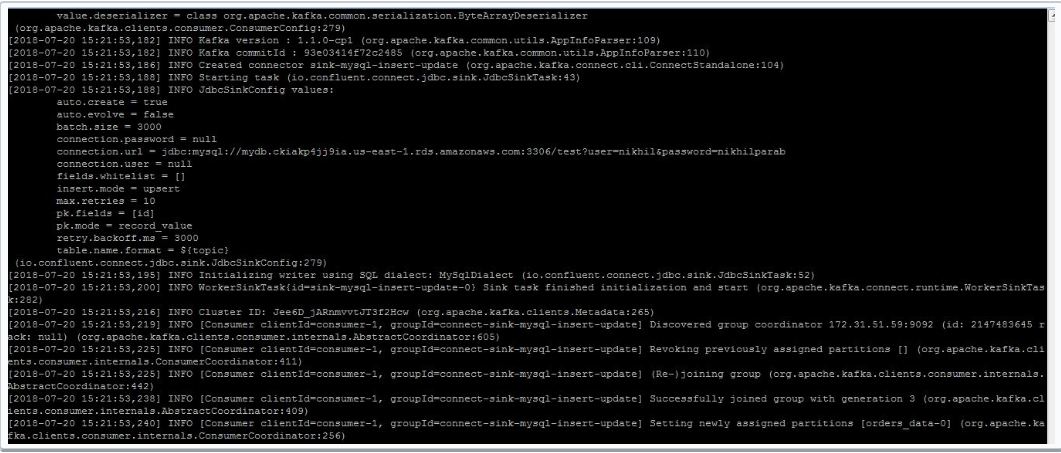 value.deserializer = class org.apache.kafka.common.serialization.ByteArrayDeserializer
(org.apache.kafka.clients.consumer.ConsumerConfig:279)
[2018-07-20 15:21:53,182] INFO Kafka version : 1.1.0-cp1 (org.apache.kafka.common.utils.AppInfoParser:109)
[2018-07-20 15:21:53,182] INFO Kafka commitId : 93e03414f72c2485 (org.apache.kafka.common.utils.AppInfoParser:110)
[2018-07-20 15:21:53,186] INFO Created connector sink-mysql-insert-update (org.apache.kafka.connect.cli.ConnectStandalone:104)
[2018-07-20 15:21:53,188] INFO Starting task (io.confluent.connect.jdbc.sink.JdbcSinkTask:43)
[2018-07-20 15:21:53,188] INFO JdbcSinkConfig values:
auto.create = true
auto.evolve = false
batch.size = 3000
connection.password = null
connection.url = jdbc:mysql://mydb.ckiakp4jj9ia.us-east-1.rds.amazonaws.com:3306/test?user=nikhil&password=nikhilparab
connection.user = null
fields.whitelist = []
insert.mode = upsert
max.retries = 10
pk.fields = [id]
pk.mode = record_value
retry.backoff.ms = 3000
table.name.format = ${topic}
(io.confluent.connect.jdbc.sink.JdbcSinkConfig:279)
[2018-07-20 15:21:53,195] INFO Initializing writer using SQL dialect: MySqlDialect (io.confluent.connect.jdbc.sink.JdbcSinkTask:52)
[2018-07-20 15:21:53,200] INFO WorkerSinkTask{id=sink-mysql-insert-update-0} Sink task finished initialization and start (org.apache.kafka.connect.runtime.WorkerSinkTas
k:282)
[2018-07-20 15:21:53,216] INFO Cluster ID: Jee6D_jARnmvvtJT3f2Hcw (org.apache.kafka.clients.Metadata:265)
[2018-07-20 15:21:53,219] INFO [Consumer clientId=consumer-1, groupId=connect-sink-mysql-insert-update] Discovered group coordinator 172.31.51.59:9092 (id: 2147483645 r
ack: null) (org.apache.kafka.clients.consumer.internals.AbstractCoordinator:605)
[2018-07-20 15:21:53,225] INFO [Consumer clientId=consumer-1, groupId=connect-sink-mysql-insert-update] Revoking previously assigned partitions [] (org.apache.kafka.cli
ents.consumer.internals.ConsumerCoordinator:411)
[2018-07-20 15:21:53,225] INFO [Consumer clientId=consumer-1, groupId=connect-sink-mysql-insert-update] (Re-)joining group (org.apache.kafka.clients.consumer.internals.
AbstractCoordinator:442)
[2018-07-20 15:21:53,238] INFO [Consumer clientId=consumer-1, groupId=connect-sink-mysql-insert-update] Successfully joined group with generation 3 (org.apache.kafka.cl
ients.consumer.internals.AbstractCoordinator:409)
[2018-07-20 15:21:53,240] INFO [Consumer clientId=consumer-1, groupId=connect-sink-mysql-insert-update] Setting newly assigned partitions [orders_data-0] (org.apache.ka
fka.clients.consumer.internals.ConsumerCoordinator:256)